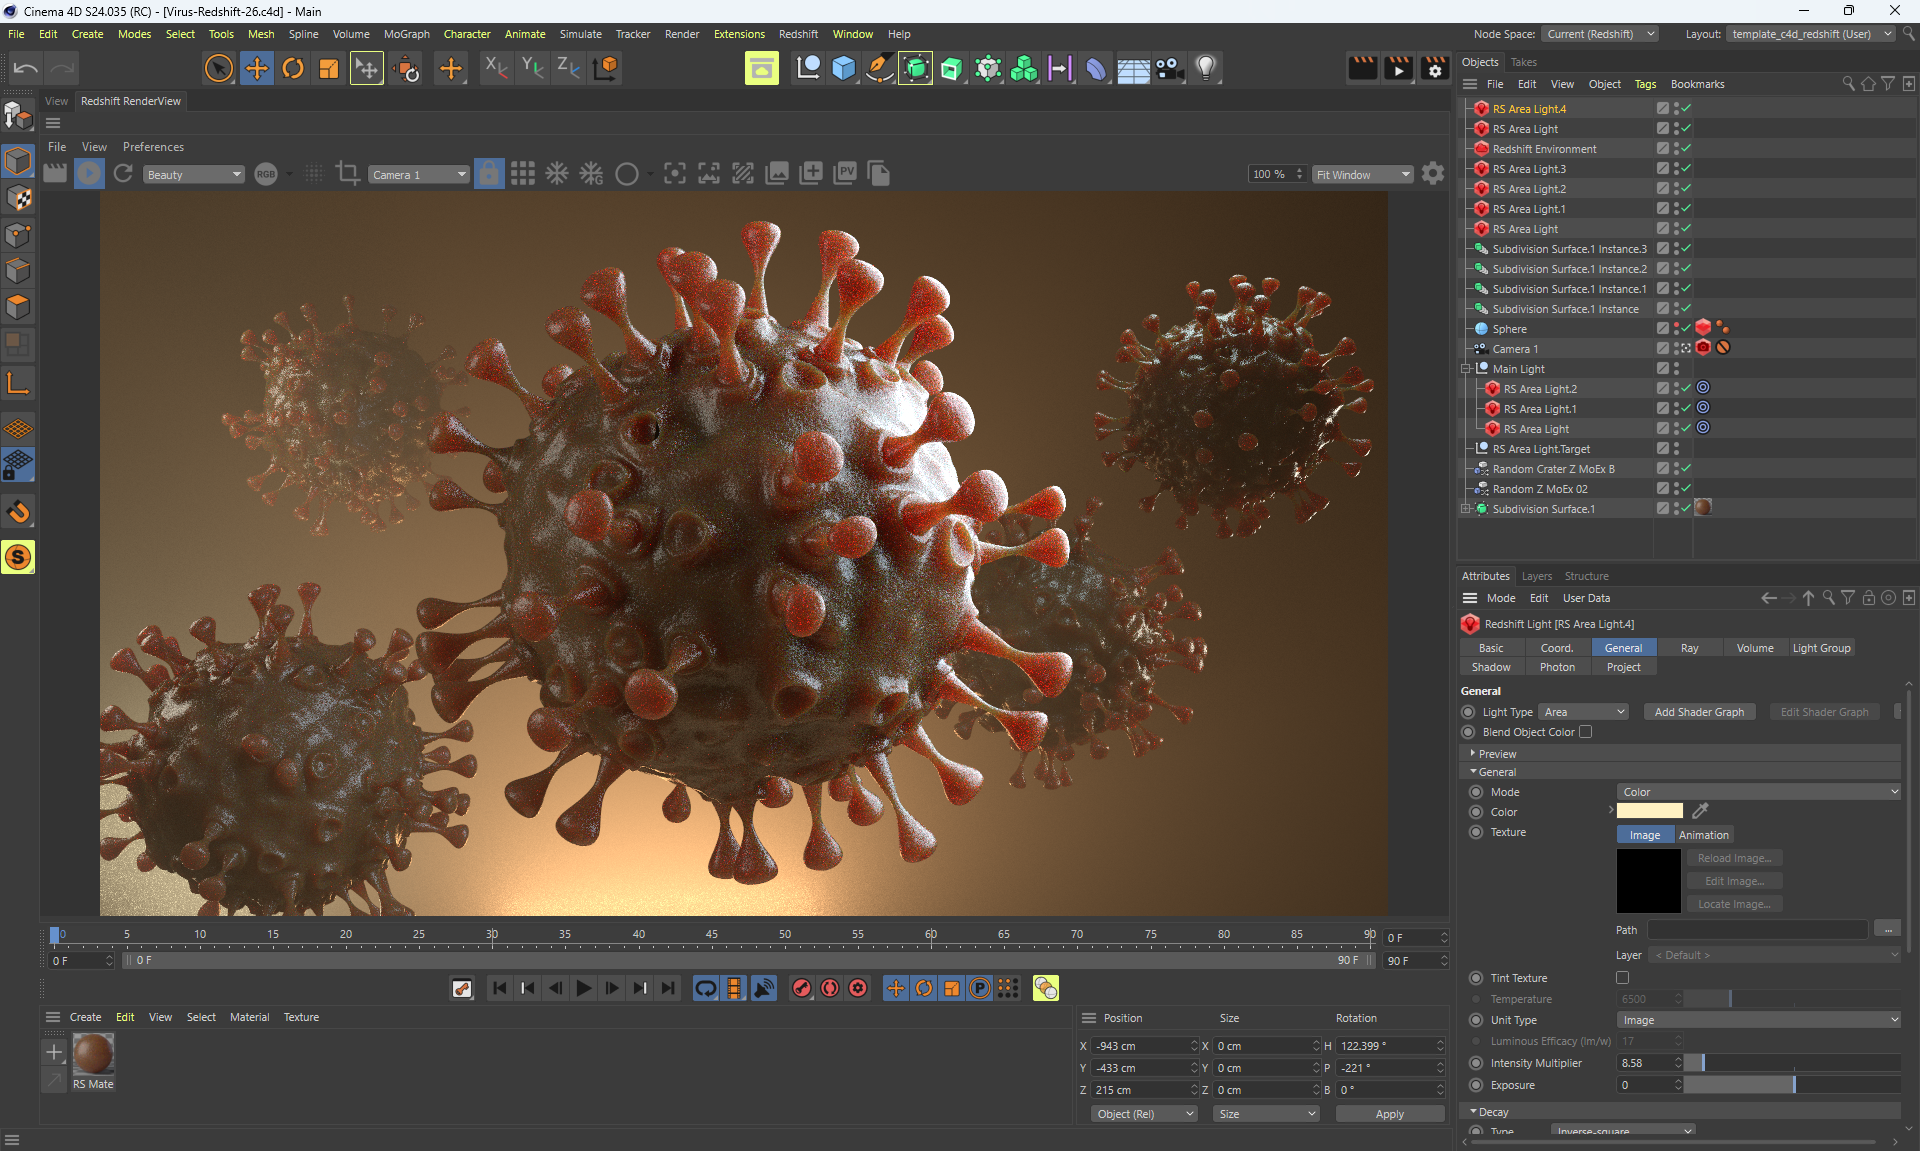 Cinema 4D S24.035 (RC) - [Virus-Redshift-26.c4d] - Main
File Edit Create Modes Select Tools Mesh Spline Volume MoGraph Character Animate Simulate Tracker Render Extensions Redshift Window Help
Node Space: Current (Redshift) Layout: template_c4d_redshift (User)
X Y Z
View Redshift RenderView
File View Preferences
Beauty RGB Camera 1 PV 100 % Fit Window
Objects Takes
File Edit View Object Tags Bookmarks
RS Area Light.4
RS Area Light
Redshift Environment
RS Area Light.3
RS Area Light.2
RS Area Light.1
RS Area Light
Subdivision Surface.1 Instance.3
Subdivision Surface.1 Instance.2
Subdivision Surface.1 Instance.1
Subdivision Surface.1 Instance
Sphere
Camera 1
Main Light
RS Area Light.2
RS Area Light.1
RS Area Light
RS Area Light.Target
Random Crater Z MoEx B
Random Z MoEx 02
Subdivision Surface.1
Attributes Layers Structure
Mode Edit User Data
Redshift Light [RS Area Light.4]
Basic Coord. General Ray Volume Light Group
Shadow Photon Project
General
Light Type Area Add Shader Graph Edit Shader Graph
Blend Object Color
Preview
General
Mode Color
Color
Texture Image Animation
Reload Image...
Edit Image...
Locate Image...
Path ...
Layer < Default >
Tint Texture
Temperature 6500
Unit Type Image
Luminous Efficacy (lm/w) 17
Intensity Multiplier 8.58
Exposure 0
Decay
Type Inverse-square
S
0 5 10 15 20 25 30 35 40 45 50 55 60 65 70 75 80 85 90 0 F
0 F 0 F 90 F 90 F
P
Create Edit View Select Material Texture
RS Mate
Position Size Rotation
X -943 cm X 0 cm H 122.399 °
Y -433 cm Y 0 cm P -221 °
Z 215 cm Z 0 cm B 0 °
Object (Rel) Size Apply